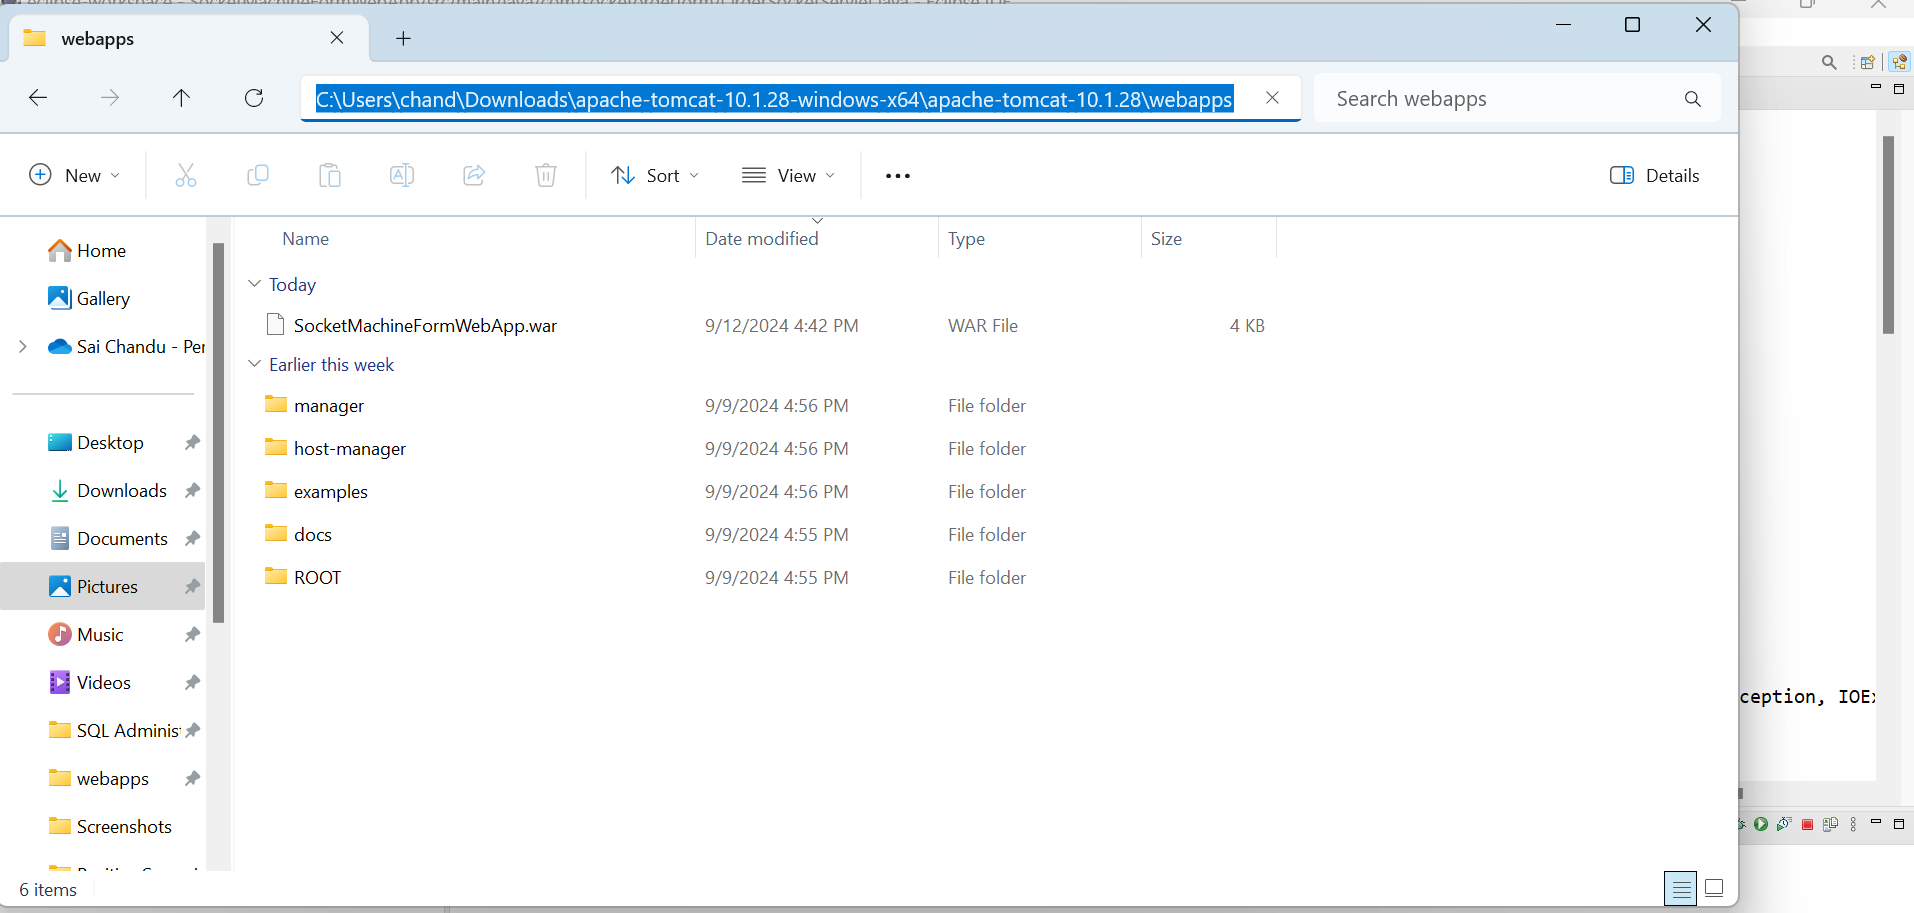 webapps
C:\Users\chand\Downloads\apache-tomcat-10.1.28-windows-x64\apache-tomcat-10.1.28\webapps
Search webapps
New
Sort
View
Details
Name Date modified Type Size
Home
Gallery
Sai Chandu - Per
Desktop
Downloads
Documents
Pictures
Music
Videos
SQL Adminis
webapps
Screenshots
Today
SocketMachineFormWebApp.war 9/12/2024 4:42 PM WAR File 4 KB
Earlier this week
manager 9/9/2024 4:56 PM File folder
host-manager 9/9/2024 4:56 PM File folder
examples 9/9/2024 4:56 PM File folder
docs 9/9/2024 4:55 PM File folder
ROOT 9/9/2024 4:55 PM File folder
ception, IOEx
6 items